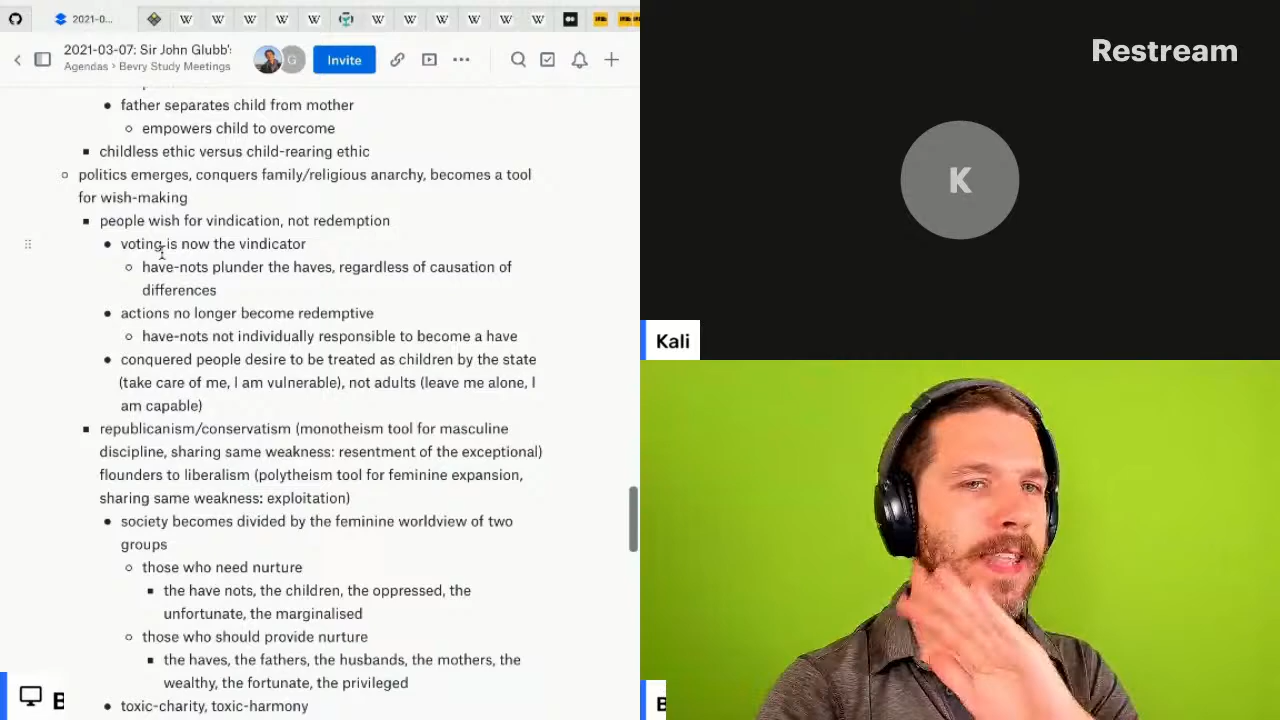 2021-0...
W W W W W W W W W W W
2021-03-07: Sir John Glubb':
Agendas › Bevry Study Meetings
G
Invite
father separates child from mother
empowers child to overcome
childless ethic versus child-rearing ethic
politics emerges, conquers family/religious anarchy, becomes a tool
for wish-making
people wish for vindication, not redemption
voting is now the vindicator
have-nots plunder the haves, regardless of causation of
differences
actions no longer become redemptive
have-nots not individually responsible to become a have
conquered people desire to be treated as children by the state
(take care of me, I am vulnerable), not adults (leave me alone, I
am capable)
republicanism/conservatism (monotheism tool for masculine
discipline, sharing same weakness: resentment of the exceptional)
flounders to liberalism (polytheism tool for feminine expansion,
sharing same weakness: exploitation)
society becomes divided by the feminine worldview of two
groups
those who need nurture
the have nots, the children, the oppressed, the
unfortunate, the marginalised
those who should provide nurture
the haves, the fathers, the husbands, the mothers, the
wealthy, the fortunate, the privileged
toxic-charity, toxic-harmony
B
Restream
K
Kali
B